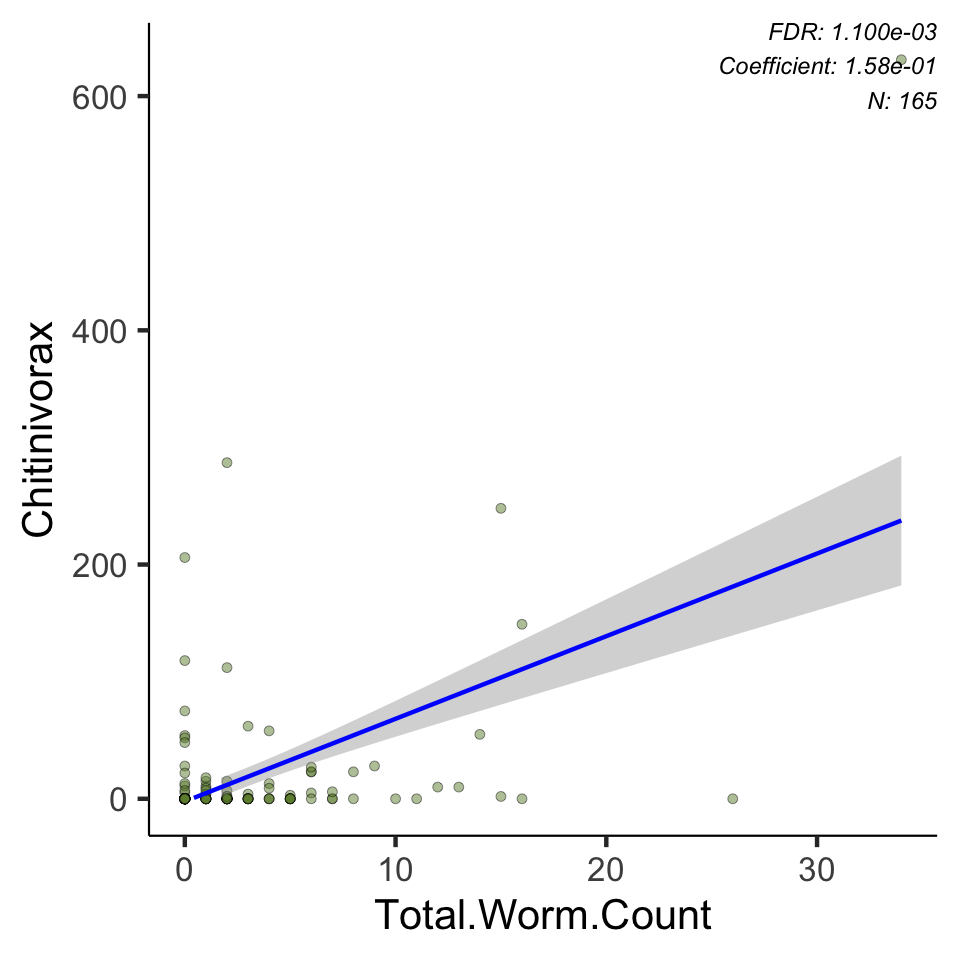 FDR: 1.100e-03
Coefficient: 1.58e-01
N: 165
600
400
200
0
Chitinivorax
0 10 20 30
Total.Worm.Count